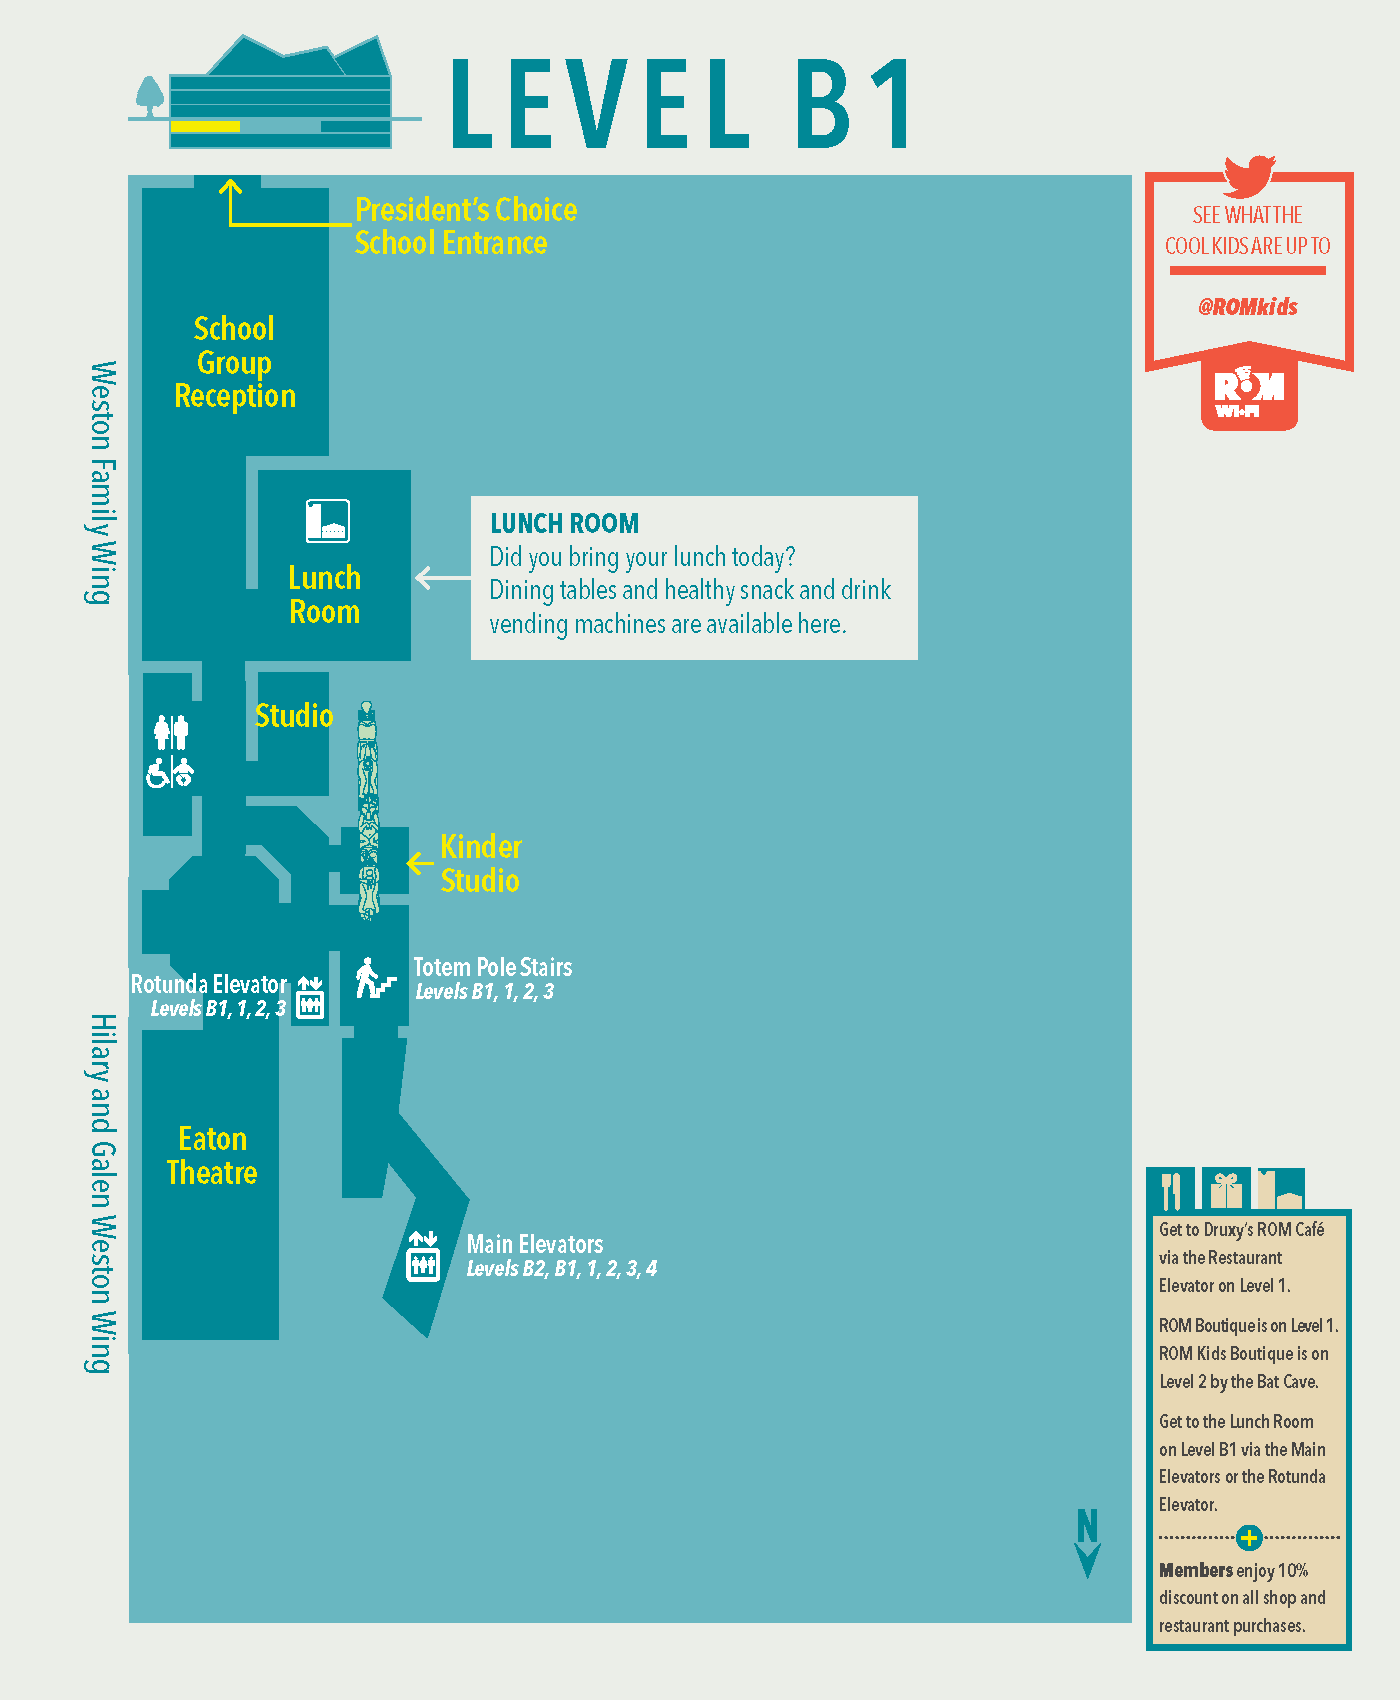 LEVEL B1
President's Choice
School Entrance
SEE WHAT THE
COOL KIDS ARE UP TO
@ROMkids
ROM
WI-FI
School
Group
Reception
Weston Family Wing
LUNCH ROOM
Did you bring your lunch today?
Dining tables and healthy snack and drink
vending machines are available here.
Lunch
Room
Studio
Kinder
Studio
Totem Pole Stairs
Levels B1, 1, 2, 3
Rotunda Elevator
Levels B1, 1, 2, 3
Hilary and Galen Weston Wing
Eaton
Theatre
Main Elevators
Levels B2, B1, 1, 2, 3, 4
Get to Druxy's ROM Café
via the Restaurant
Elevator on Level 1.
ROM Boutique is on Level 1.
ROM Kids Boutique is on
Level 2 by the Bat Cave.
Get to the Lunch Room
on Level B1 via the Main
Elevators or the Rotunda
Elevator.
Members enjoy 10%
discount on all shop and
restaurant purchases.
N